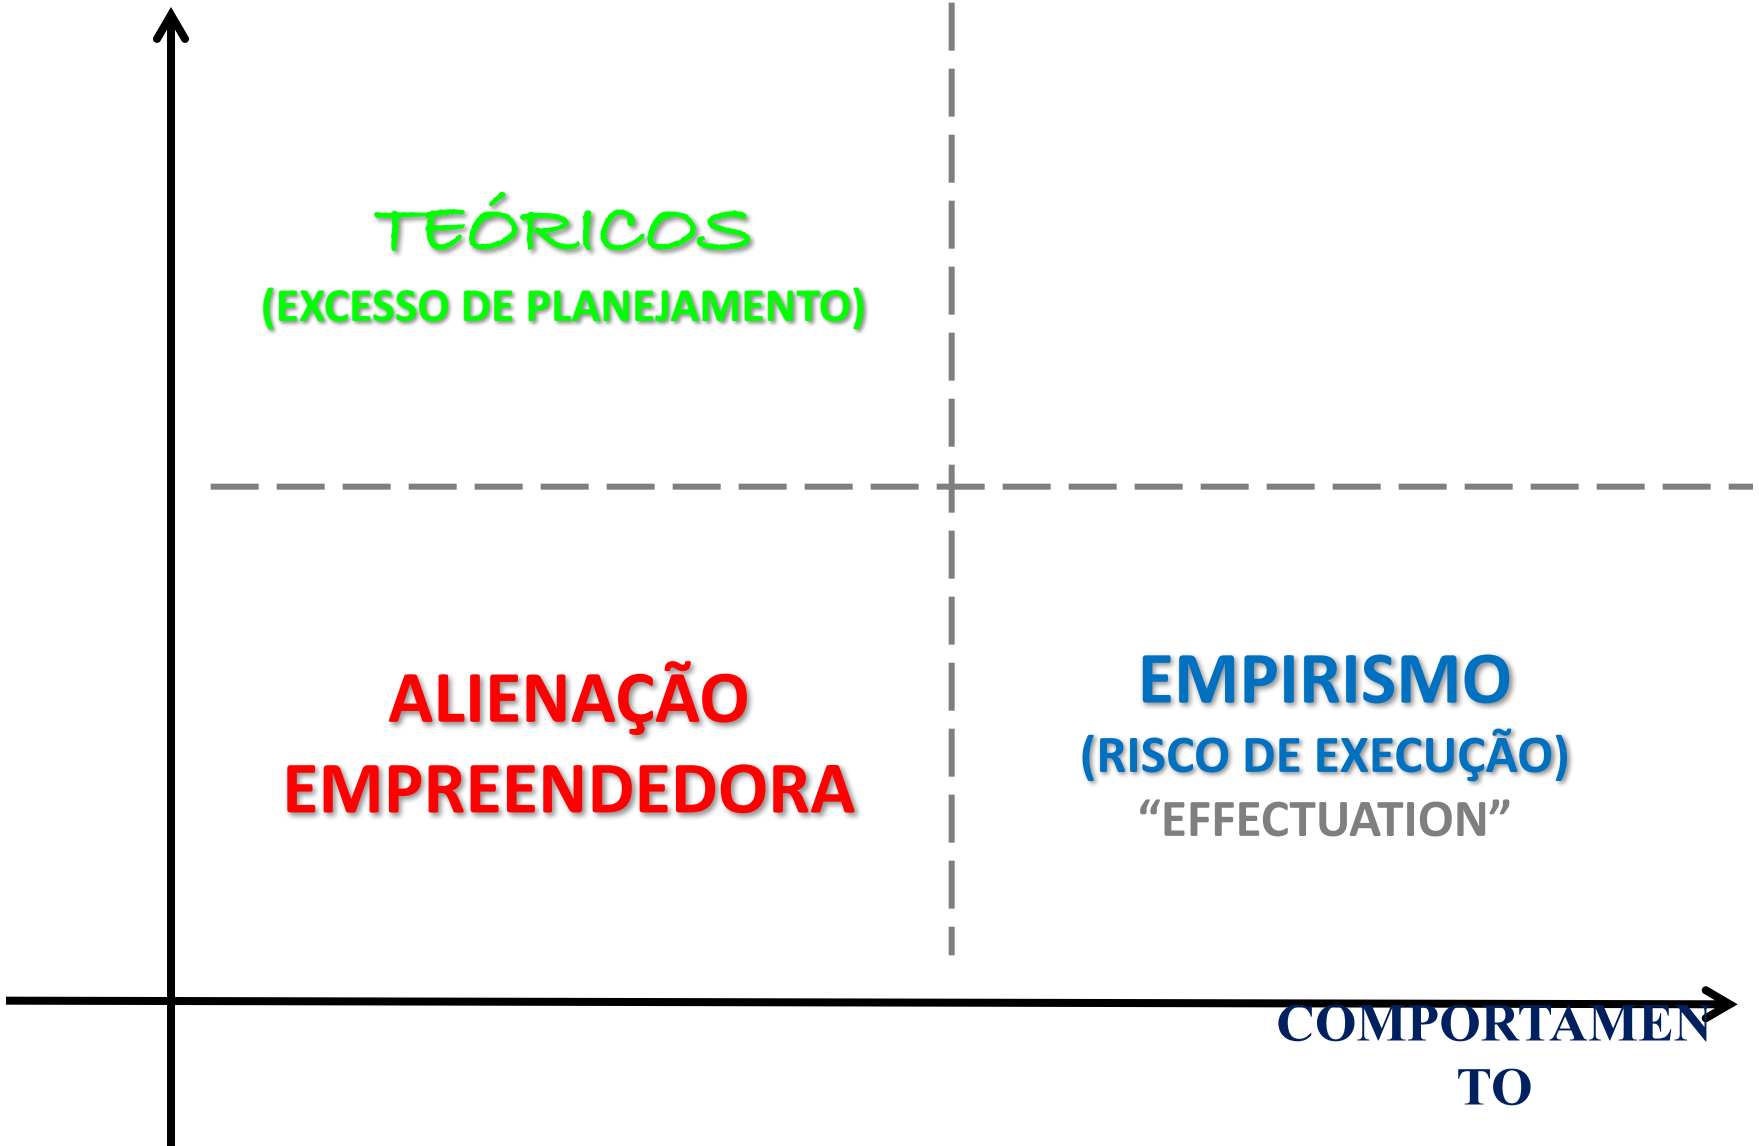 TEÓRICOS
(EXCESSO DE PLANEJAMENTO)
ALIENAÇÃO
EMPREENDEDORA
EMPIRISMO
(RISCO DE EXECUÇÃO)
“EFFECTUATION”
COMPORTAMEN
TO